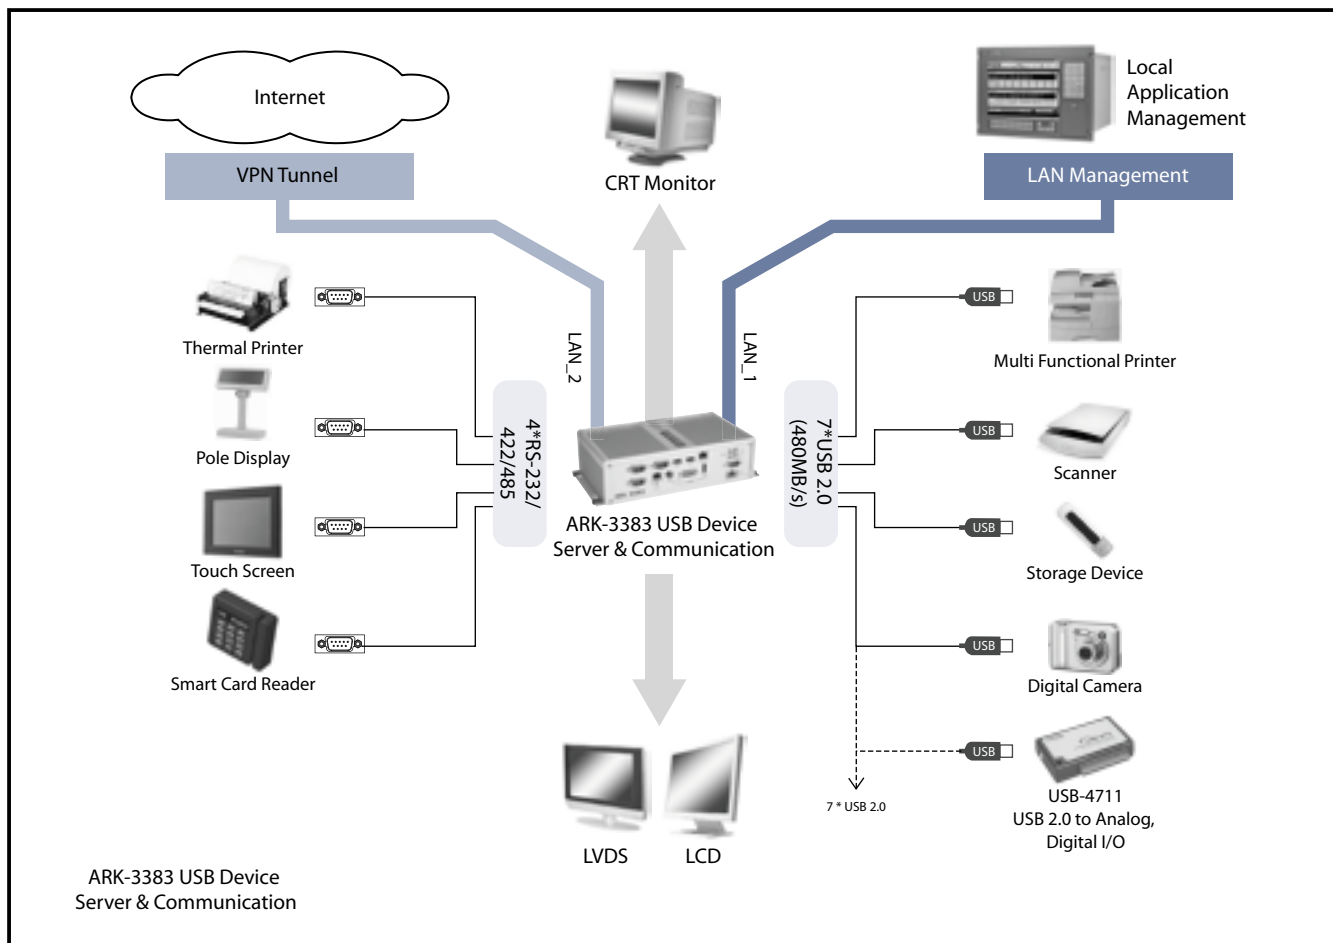 Internet
VPN Tunnel
CRT Monitor
Local
Application
Management
LAN Management
Thermal Printer
Pole Display
Touch Screen
Smart Card Reader
4*RS-232/
422/485
LAN_2
LAN_1
7*USB 2.0
(480MB/s)
ARK-3383 USB Device
Server & Communication
USB
Multi Functional Printer
USB
Scanner
USB
Storage Device
USB
Digital Camera
USB
USB-4711
USB 2.0 to Analog,
Digital I/O
7 * USB 2.0
LVDS
LCD
ARK-3383 USB Device
Server & Communication